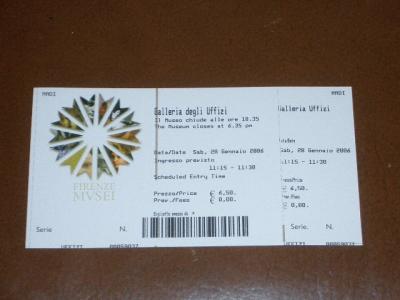 MADI
Galleria degli Uffizi
Il Museo chiude alle ore 18.35
The Museum closes at 6.35 pm
Data/Date Sab, 28 Gennaio 2006
Ingresso previsto
11:15 - 11:30
Scheduled Entry Time
Prezzo/Price € 6,50.
Prev./Fees € 0,00.
FIRENZE
MVSEI
Serie N.
UFFIZI
MADI
Galleria Uffizi
Sab, 28 Gennaio 2006
11:15 - 11:30
€ 6,50.
€ 0,00.
Serie N.